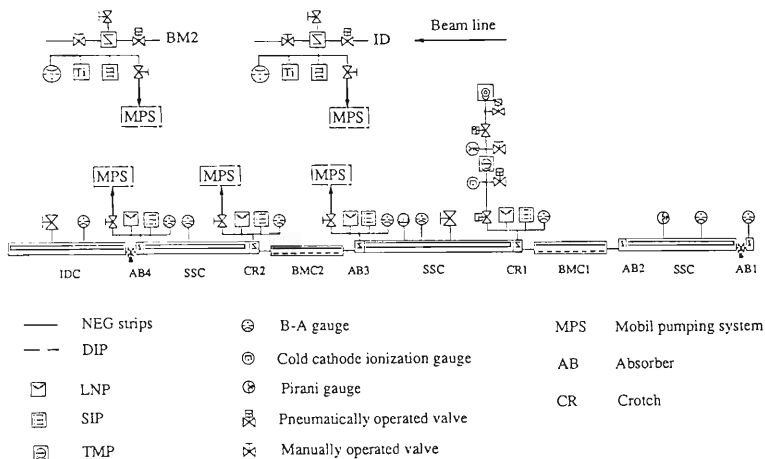 BM2
ID
Beam line
Ti
Ti
MPS
MPS
MPS
MPS
MPS
IDC
AB4
SSC
CR2
BMC2
AB3
SSC
CR1
BMC1
AB2
SSC
AB1
NEG strips
DIP
LNP
SIP
TMP
B-A gauge
Cold cathode ionization gauge
Pirani gauge
Pneumatically operated valve
Manually operated valve
MPS Mobil pumping system
AB Absorber
CR Crotch